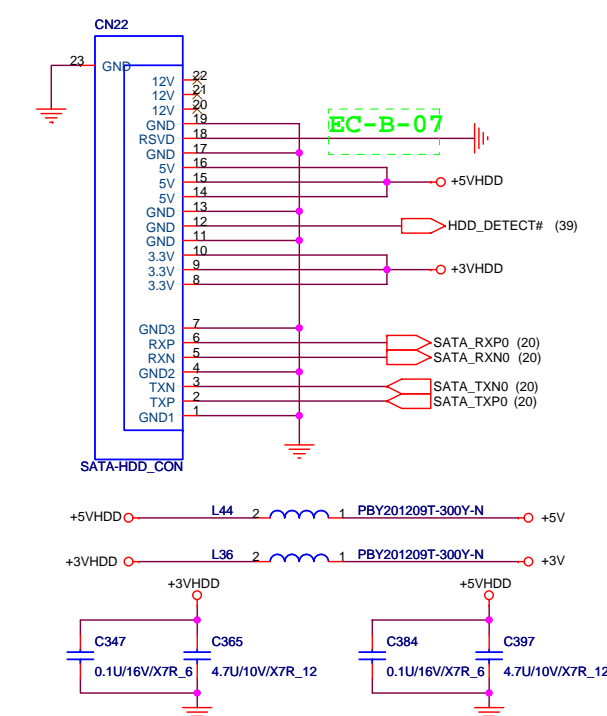 CN22
23 GND
12V 22
12V 21
12V 20
GND 19
RSVD 18 EC-B-07
GND 17
5V 16
5V 15 +5VHDD
5V 14
GND 13
GND 12 HDD_DETECT# (39)
GND 11
3.3V 10
3.3V 9 +3VHDD
3.3V 8
GND3 7
RXP 6 SATA_RXP0 (20)
RXN 5 SATA_RXN0 (20)
GND2 4
TXN 3 SATA_TXN0 (20)
TXP 2 SATA_TXP0 (20)
GND1 1
SATA-HDD_CON
+5VHDD L44 2 1 PBY201209T-300Y-N +5V
+3VHDD L36 2 1 PBY201209T-300Y-N +3V
+3VHDD +5VHDD
C347 C365 C384 C397
0.1U/16V/X7R_6 4.7U/10V/X7R_12 0.1U/16V/X7R_6 4.7U/10V/X7R_12